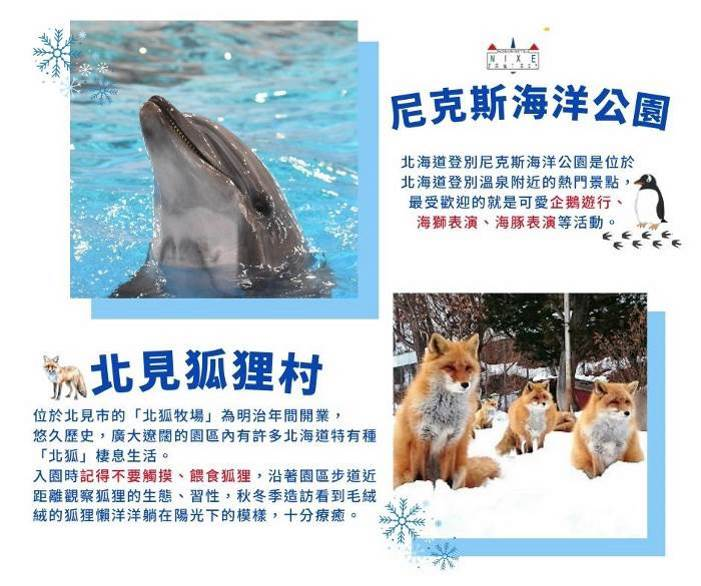 NIXE
尼克斯海洋公園
北海道登別尼克斯海洋公園是位於
北海道登別溫泉附近的熱門景點，
最受歡迎的就是可愛企鵝遊行、
海獅表演、海豚表演等活動。
北見狐狸村
位於北見市的「北狐牧場」為明治年間開業，
悠久歷史，廣大遼闊的園區內有許多北海道特有種
「北狐」棲息生活。
入園時記得不要觸摸、餵食狐狸，沿著園區步道近
距離觀察狐狸的生態、習性，秋冬季造訪看到毛絨
絨的狐狸懶洋洋躺在陽光下的模樣，十分療癒。